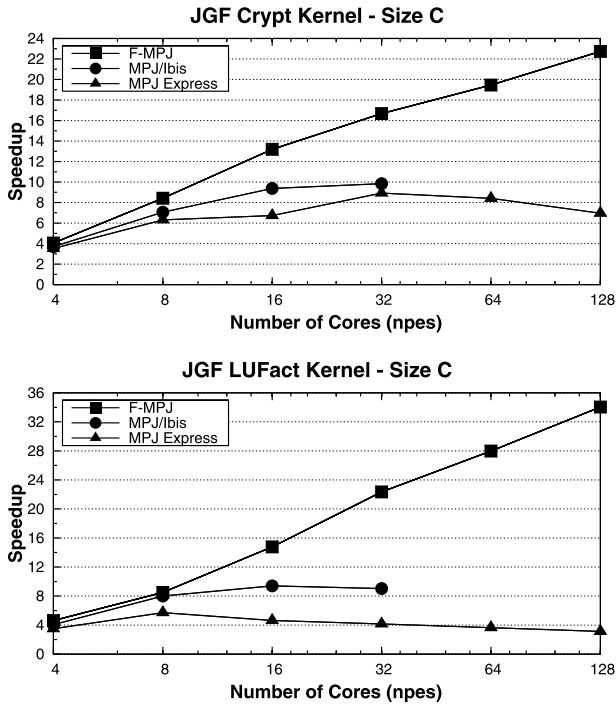 JGF Crypt Kernel - Size C
24
22
20
18
16
14
12
10
8
6
4
2
0
Speedup
F-MPJ
MPJ/Ibis
MPJ Express
4 8 16 32 64 128
Number of Cores (npes)
JGF LUFact Kernel - Size C
36
32
28
24
20
16
12
8
4
0
Speedup
F-MPJ
MPJ/Ibis
MPJ Express
4 8 16 32 64 128
Number of Cores (npes)